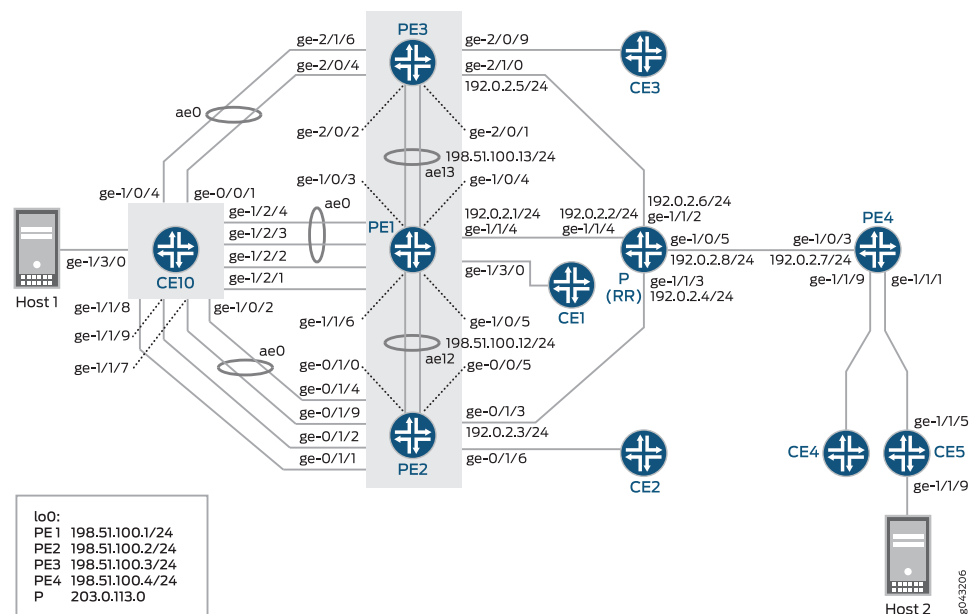 PE3
ge-2/1/6
ge-2/0/9
ge-2/0/4
ge-2/1/0
192.0.2.5/24
CE3
ae0
ge-2/0/2
ge-2/0/1
198.51.100.13/24
ae13
ge-1/0/3
ge-1/0/4
ge-1/0/4
ge-0/0/1
ae0
ge-1/2/4
ge-1/2/3
ge-1/2/2
ge-1/2/1
PE1
192.0.2.1/24
ge-1/1/4
192.0.2.2/24
ge-1/1/4
192.0.2.6/24
ge-1/1/2
ge-1/0/5
192.0.2.8/24
PE4
ge-1/0/3
192.0.2.7/24
ge-1/1/9
ge-1/1/1
ge-1/3/0
Host 1
CE10
ge-1/3/0
CE1
P
(RR)
ge-1/1/3
192.0.2.4/24
ge-1/1/8
ge-1/0/2
ge-1/1/9
ge-1/1/7
ge-1/1/6
ge-1/0/5
198.51.100.12/24
ae12
ae0
ge-0/1/0
ge-0/0/5
ge-0/1/4
ge-0/1/9
ge-0/1/2
ge-0/1/1
ge-0/1/3
192.0.2.3/24
PE2
ge-0/1/6
CE2
CE4
ge-1/1/5
CE5
ge-1/1/9
Host 2
lo0:
PE1 198.51.100.1/24
PE2 198.51.100.2/24
PE3 198.51.100.3/24
PE4 198.51.100.4/24
P 203.0.113.0
g043206